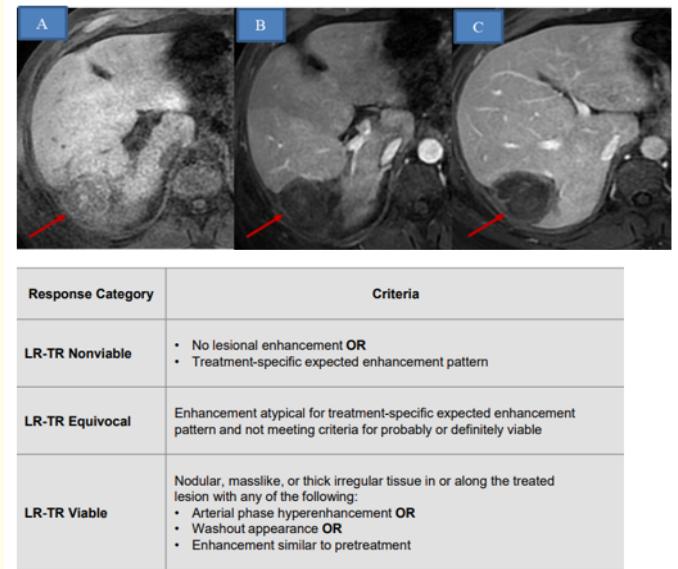 A
B
C
Response Category
Criteria
LR-TR Nonviable
• No lesional enhancement OR
• Treatment-specific expected enhancement pattern
LR-TR Equivocal
Enhancement atypical for treatment-specific expected enhancement
pattern and not meeting criteria for probably or definitely viable
LR-TR Viable
Nodular, masslike, or thick irregular tissue in or along the treated
lesion with any of the following:
• Arterial phase hyperenhancement OR
• Washout appearance OR
• Enhancement similar to pretreatment